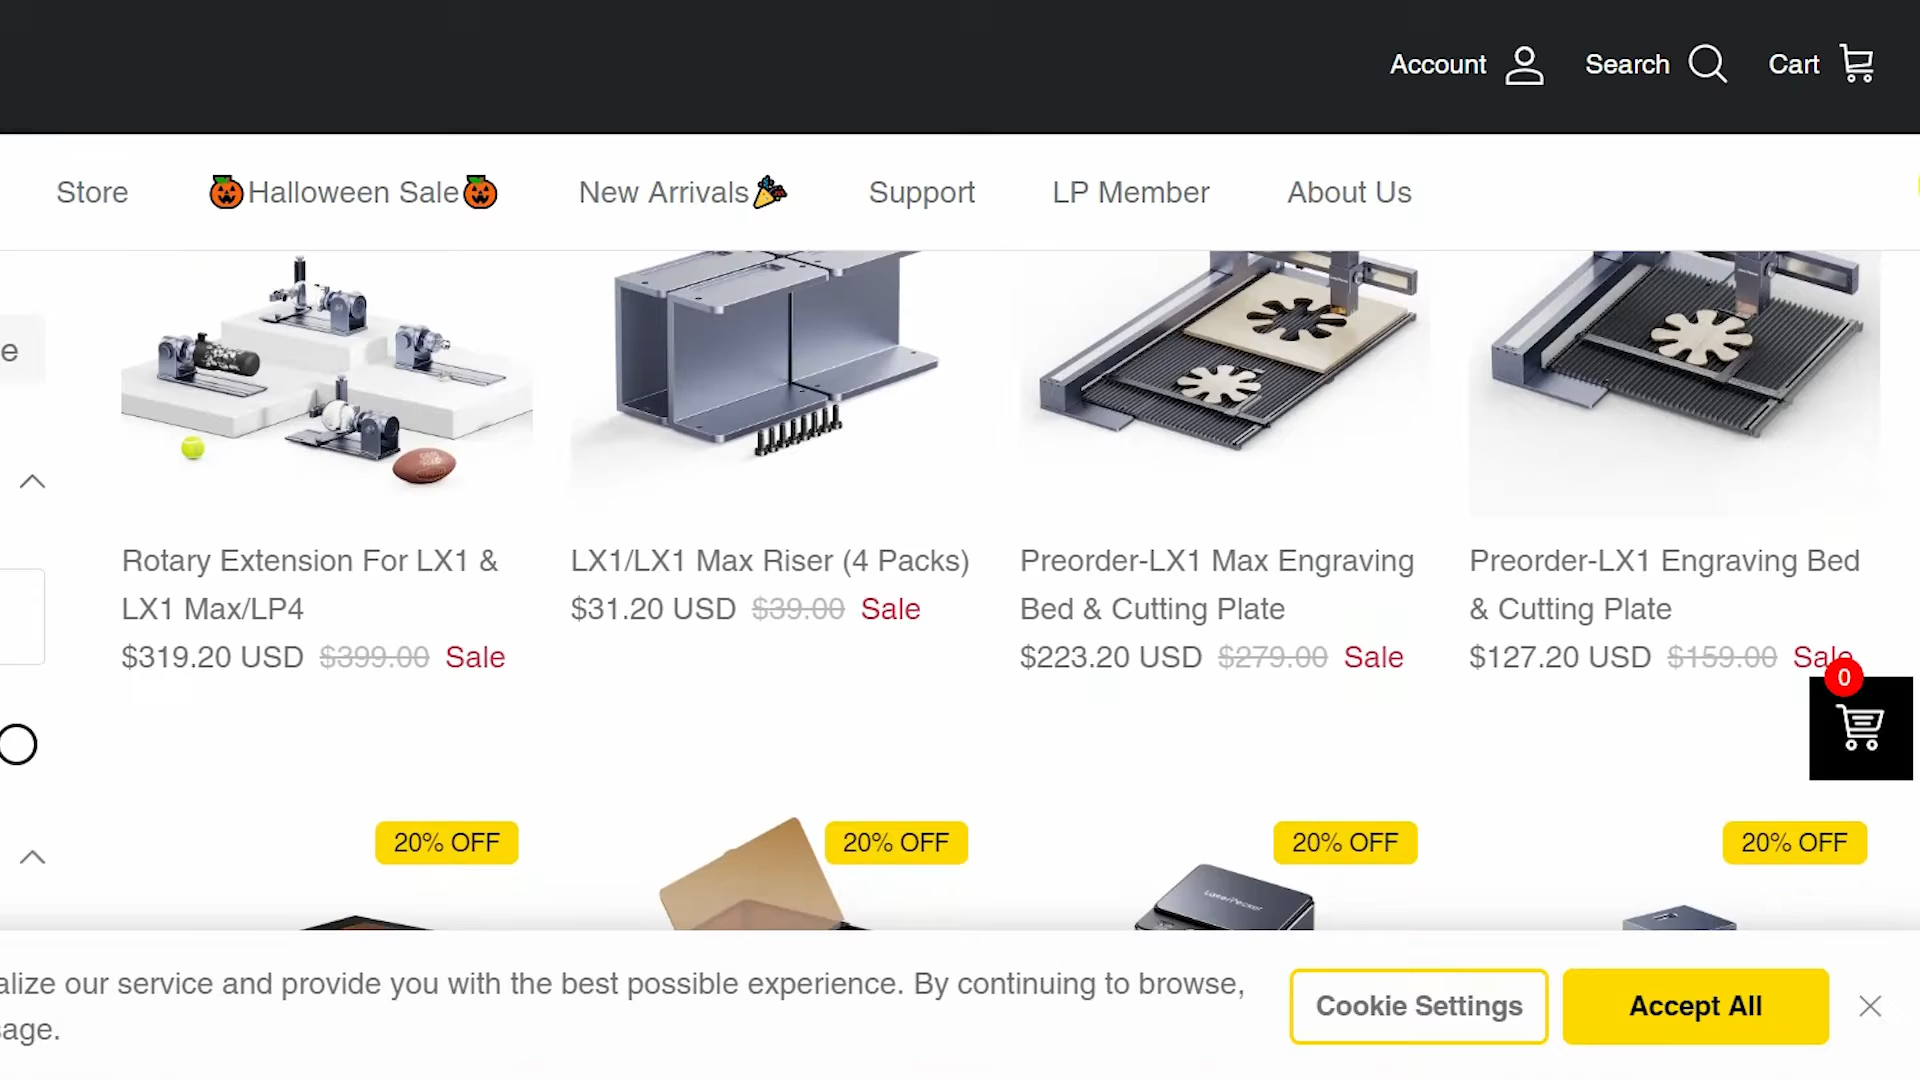 Account Search Cart
Store 🎃Halloween Sale🎃 New Arrivals🎉 Support LP Member About Us
e
Rotary Extension For LX1 &
LX1 Max/LP4
$319.20 USD $399.00 Sale
LX1/LX1 Max Riser (4 Packs)
$31.20 USD $39.00 Sale
Preorder-LX1 Max Engraving
Bed & Cutting Plate
$223.20 USD $279.00 Sale
Preorder-LX1 Engraving Bed
& Cutting Plate
$127.20 USD $159.00 Sale
0
20% OFF
20% OFF
20% OFF
20% OFF
LaserPecker
alize our service and provide you with the best possible experience. By continuing to browse,
sage.
Cookie Settings
Accept All